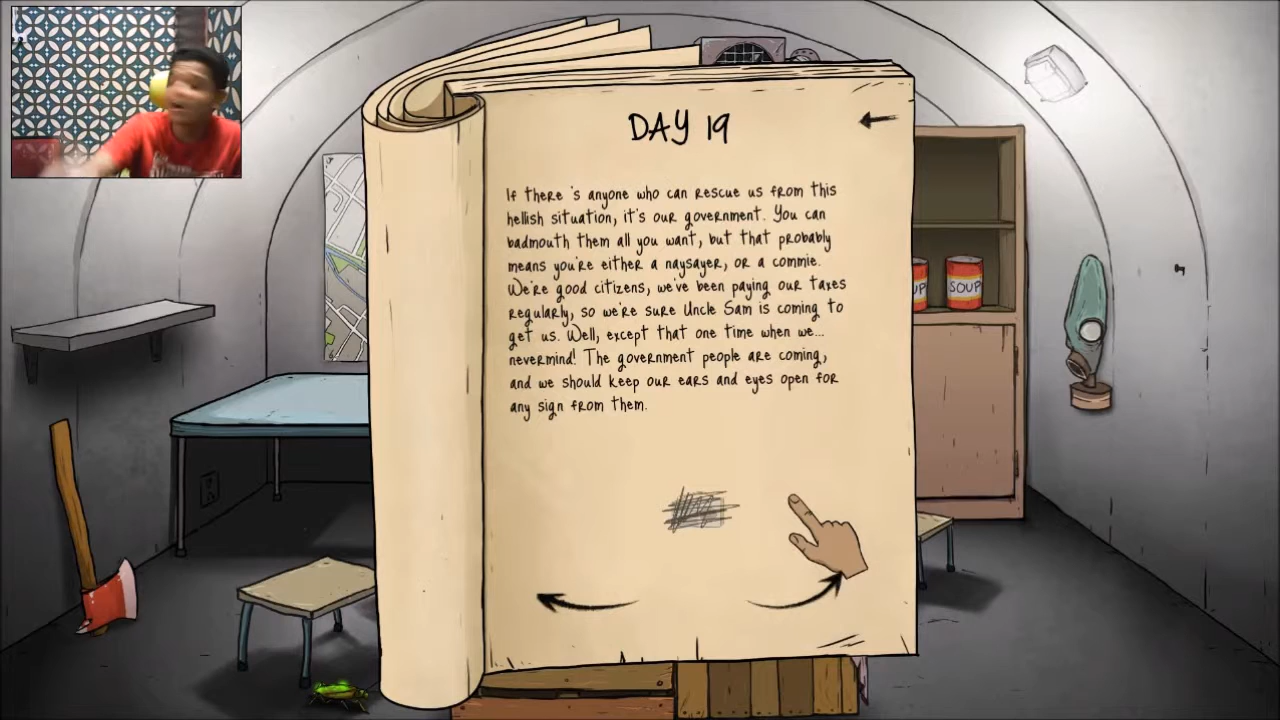 DAY 19
If there 's anyone who can rescue us from this
hellish situation, it's our government. You can
badmouth them all you want, but that probably
means you're either a naysayer, or a commie.
We're good citizens, we've been paying our taxes
regularly, so we're sure Uncle Sam is coming to
get us. Well, except that one time when we...
nevermind! The government people are coming,
and we should keep our ears and eyes open for
any sign from them.
UP
SOUP